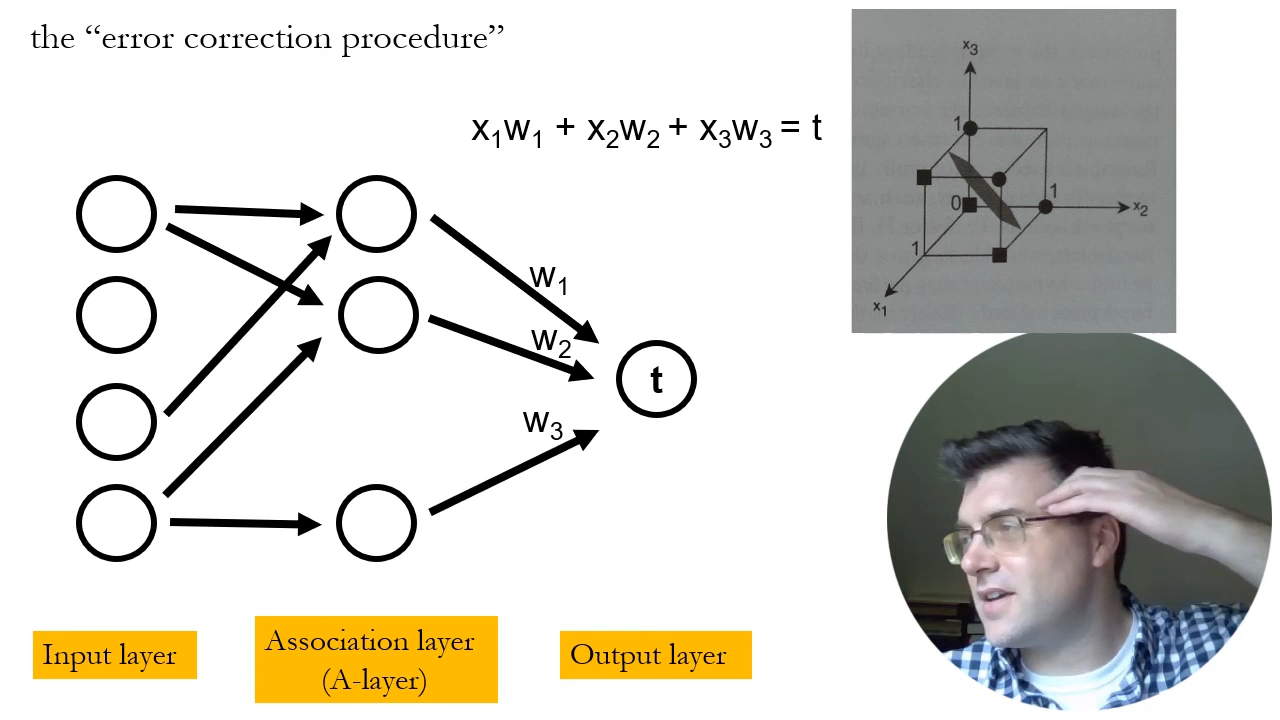 the “error correction procedure”
x₁w₁ + x₂w₂ + x₃w₃ = t
x₃
1
0
1
x₂
1
x₁
w₁
w₂
t
w₃
Input layer
Association layer
(A-layer)
Output layer